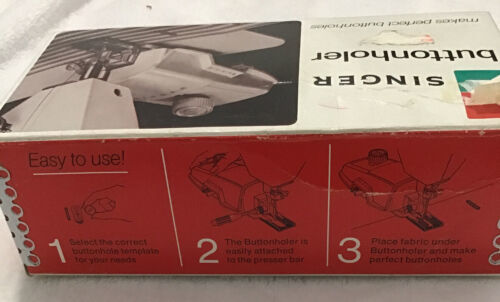 SINGER
buttonholer
makes perfect buttonholes
Easy to use!
1
Select the correct
buttonhole template
for your needs
2
The Buttonholer is
easily attached
to the presser bar.
3
Place fabric under
Buttonholer and make
perfect buttonholes